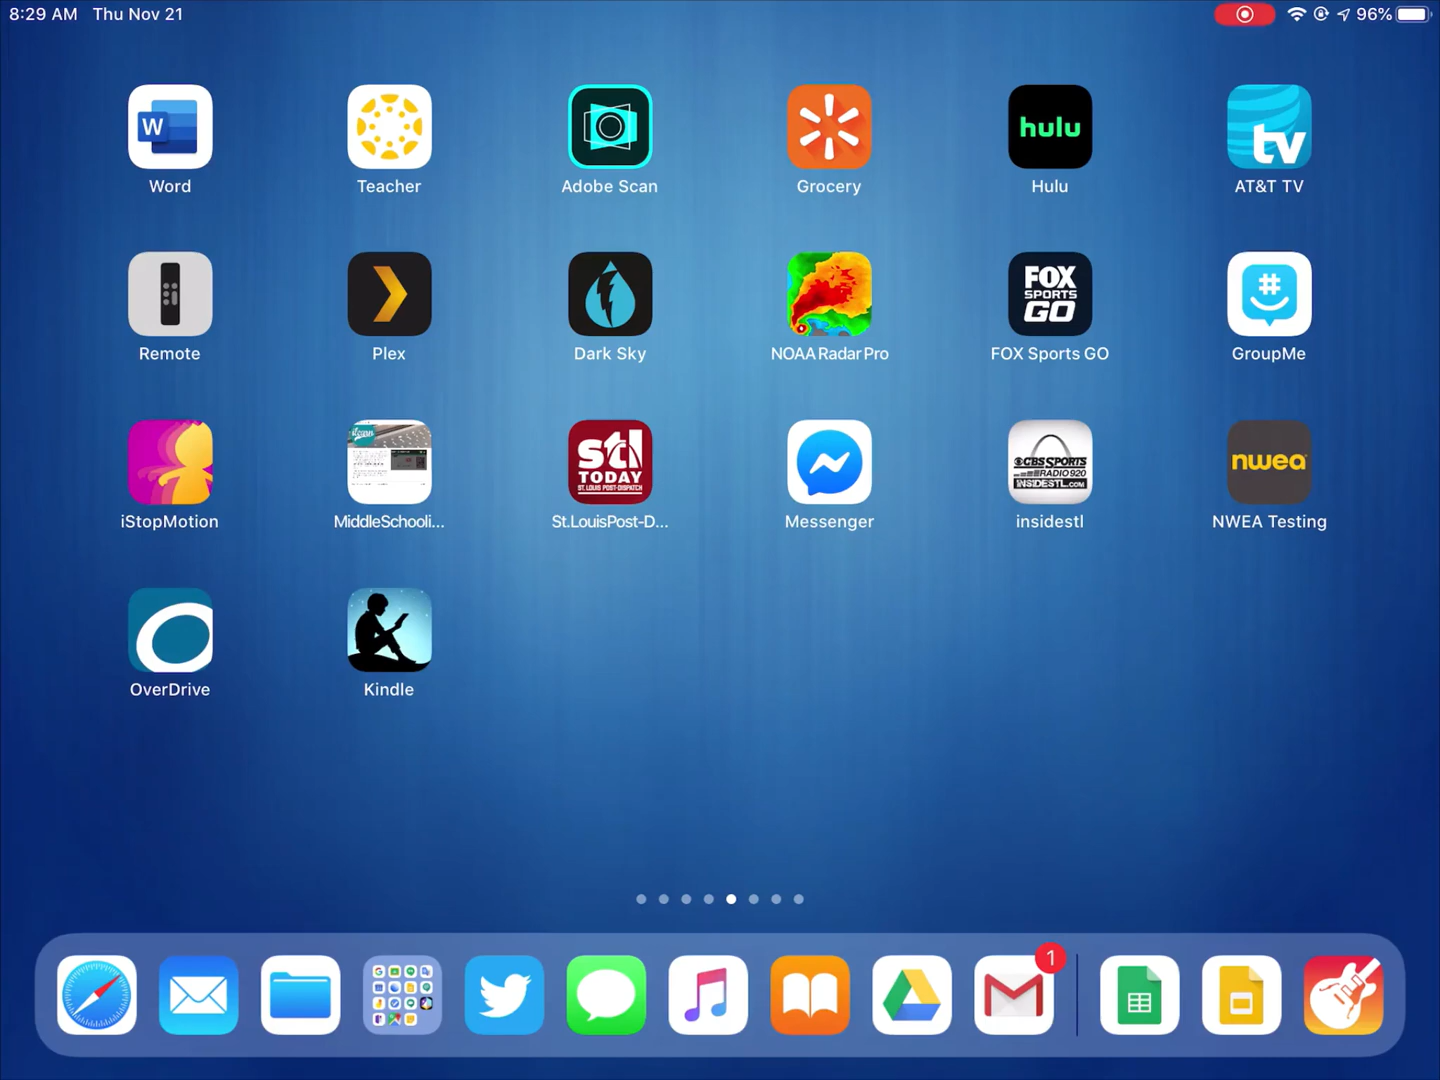 8:29 AM Thu Nov 21
96%
W
hulu
tv
Word
Teacher
Adobe Scan
Grocery
Hulu
AT&T TV
FOX
SPORTS
GO
#
Remote
Plex
Dark Sky
NOAA Radar Pro
FOX Sports GO
GroupMe
stl
TODAY
ST. LOUIS POST-DISPATCH
CBS SPORTS
RADIO 920
INSIDESTL.COM
nwea
iStopMotion
MiddleSchooli...
St.LouisPost-D...
Messenger
insidestl
NWEA Testing
OverDrive
Kindle
1